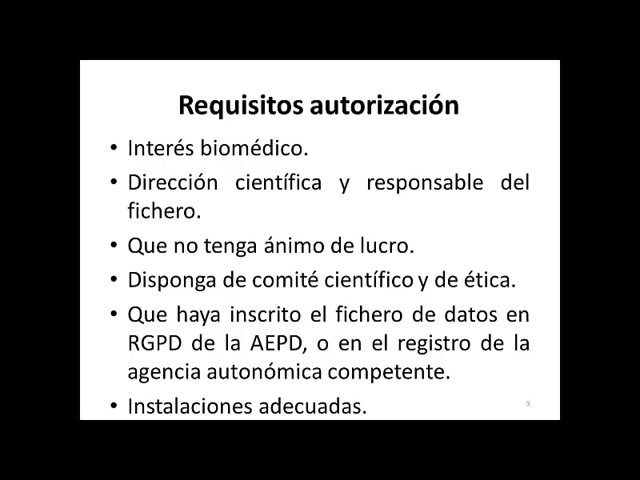 Requisitos autorización
• Interés biomédico.
• Dirección científica y responsable del
fichero.
• Que no tenga ánimo de lucro.
• Disponga de comité científico y de ética.
• Que haya inscrito el fichero de datos en
RGPD de la AEPD, o en el registro de la
agencia autonómica competente.
• Instalaciones adecuadas.
5